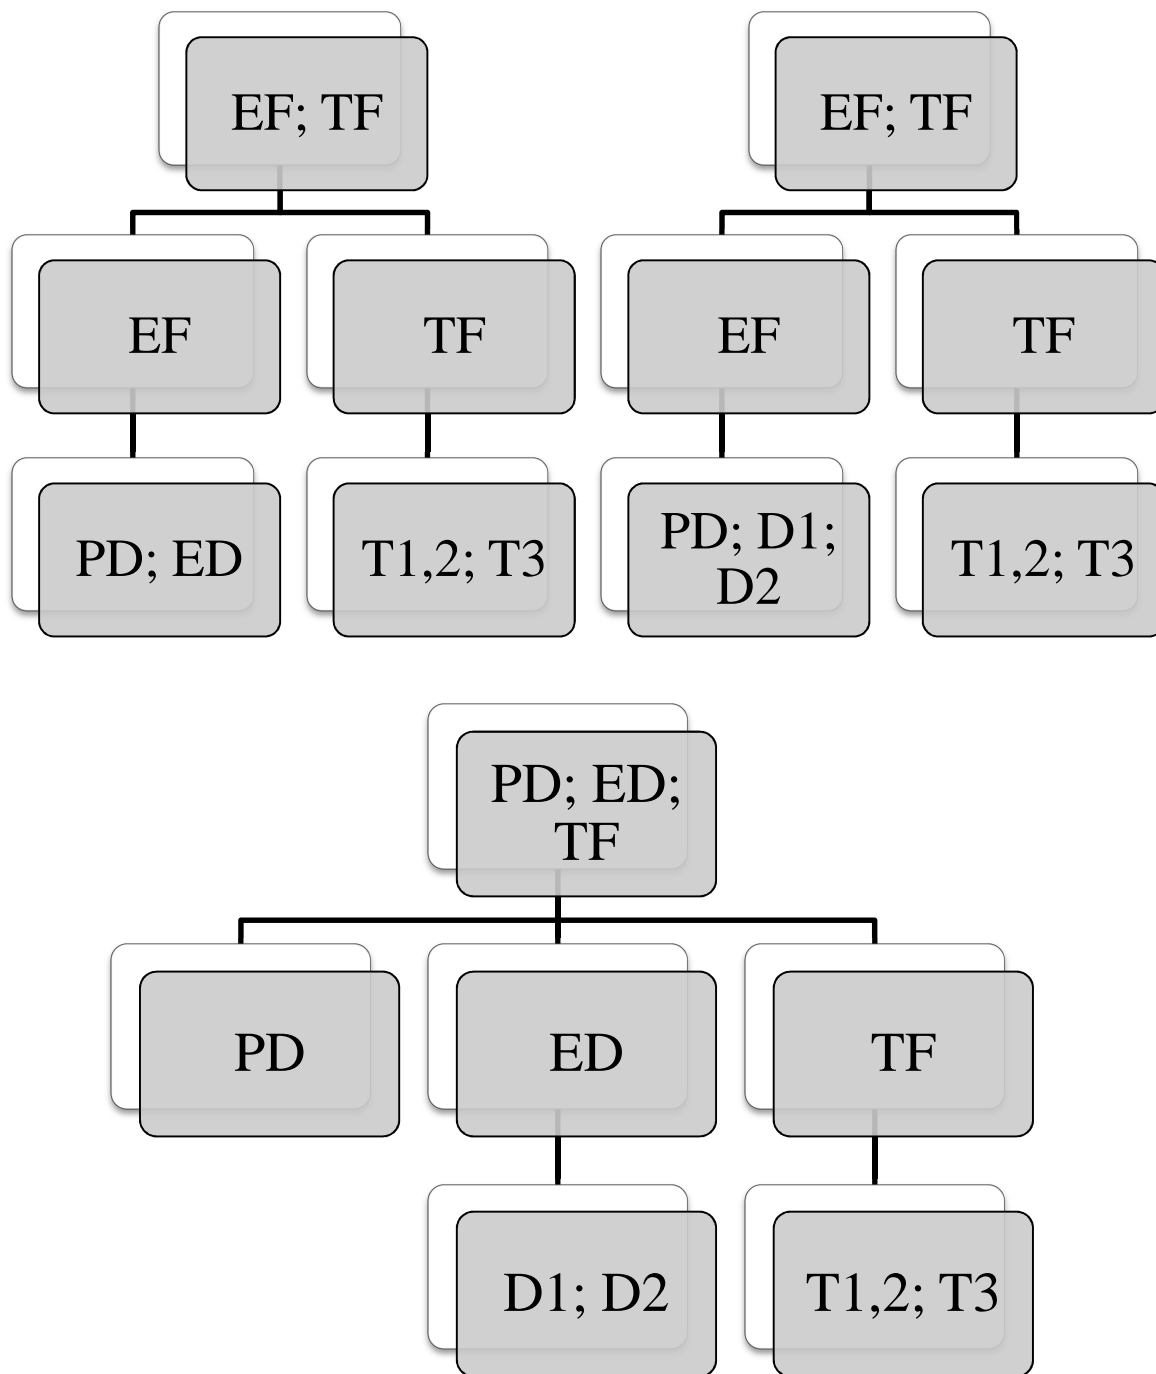 EF; TF
EF; TF
EF
TF
EF
TF
PD; ED
T1,2; T3
PD; D1;
D2
T1,2; T3
PD; ED;
TF
PD
ED
TF
D1; D2
T1,2; T3